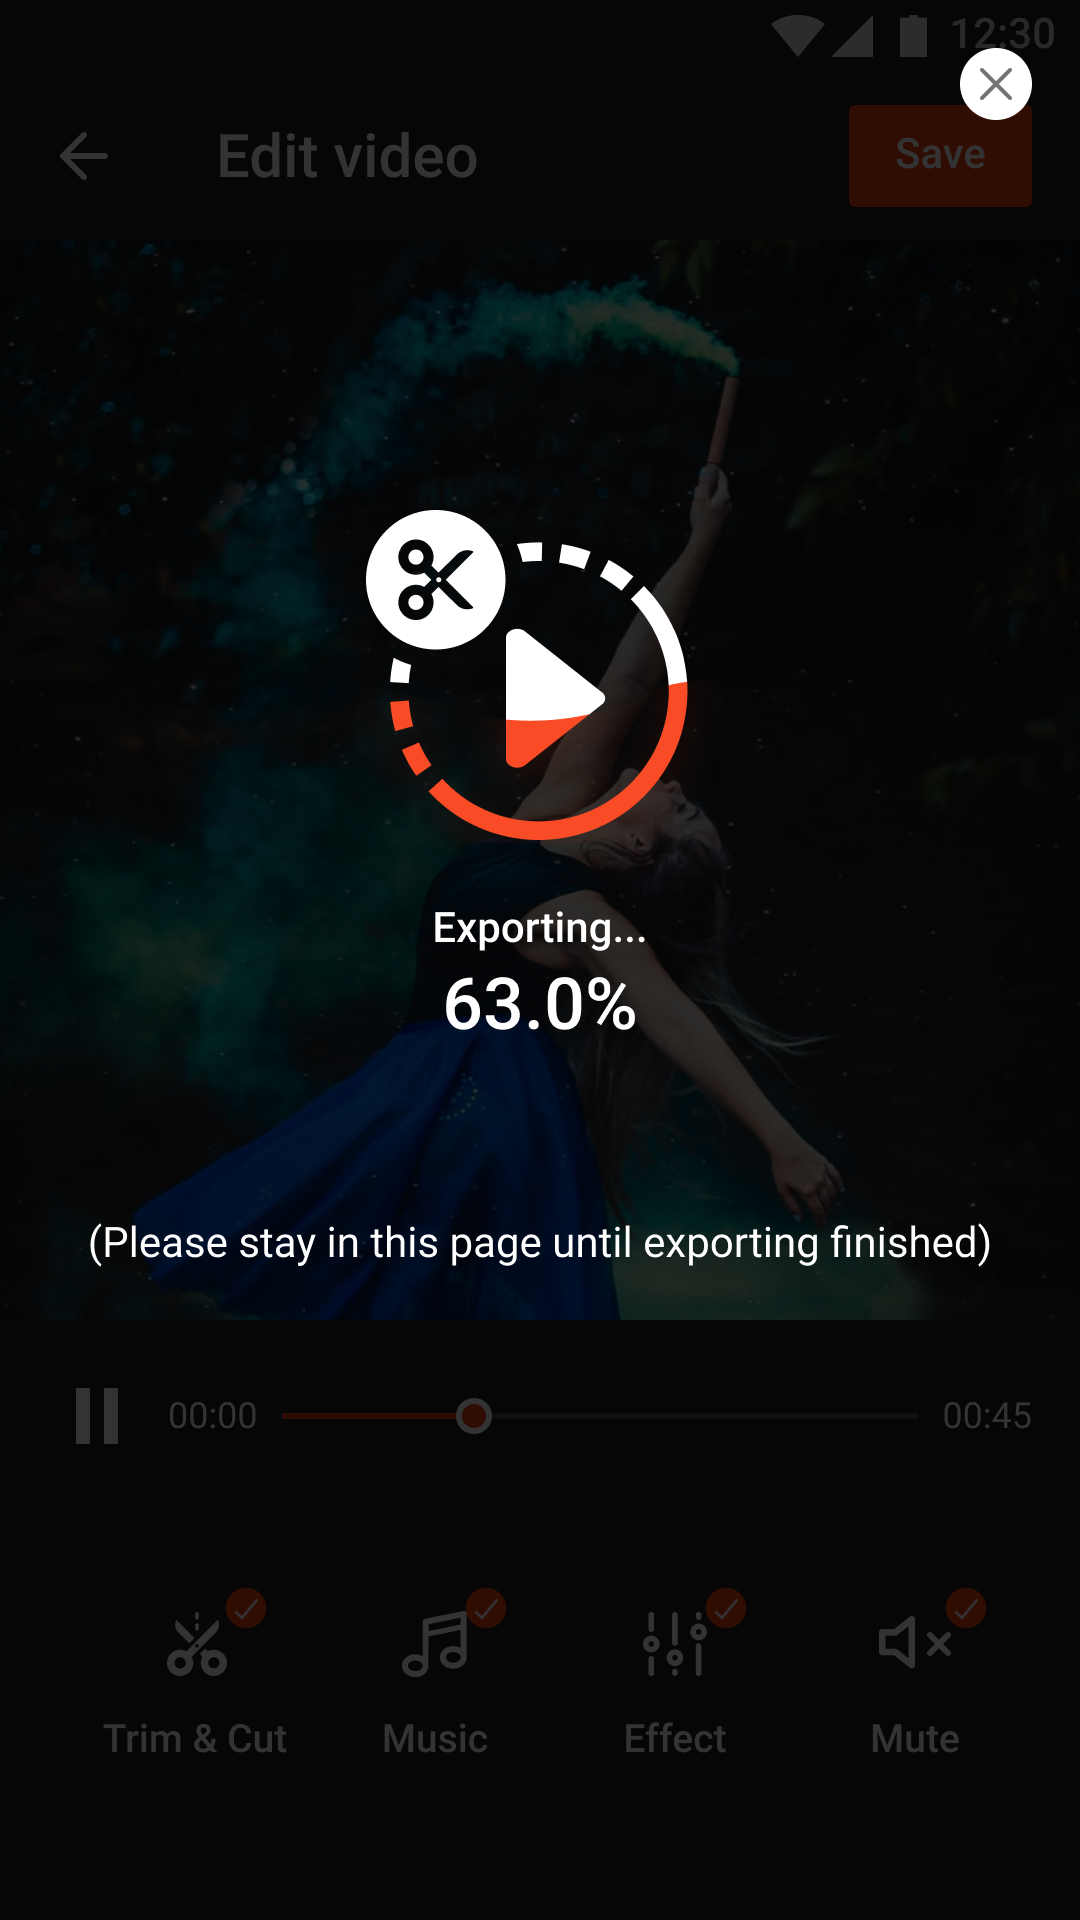 12:30
Edit video
Save
Exporting...
63.0%
(Please stay in this page until exporting finished)
00:00
00:45
Trim & Cut
Music
Effect
Mute